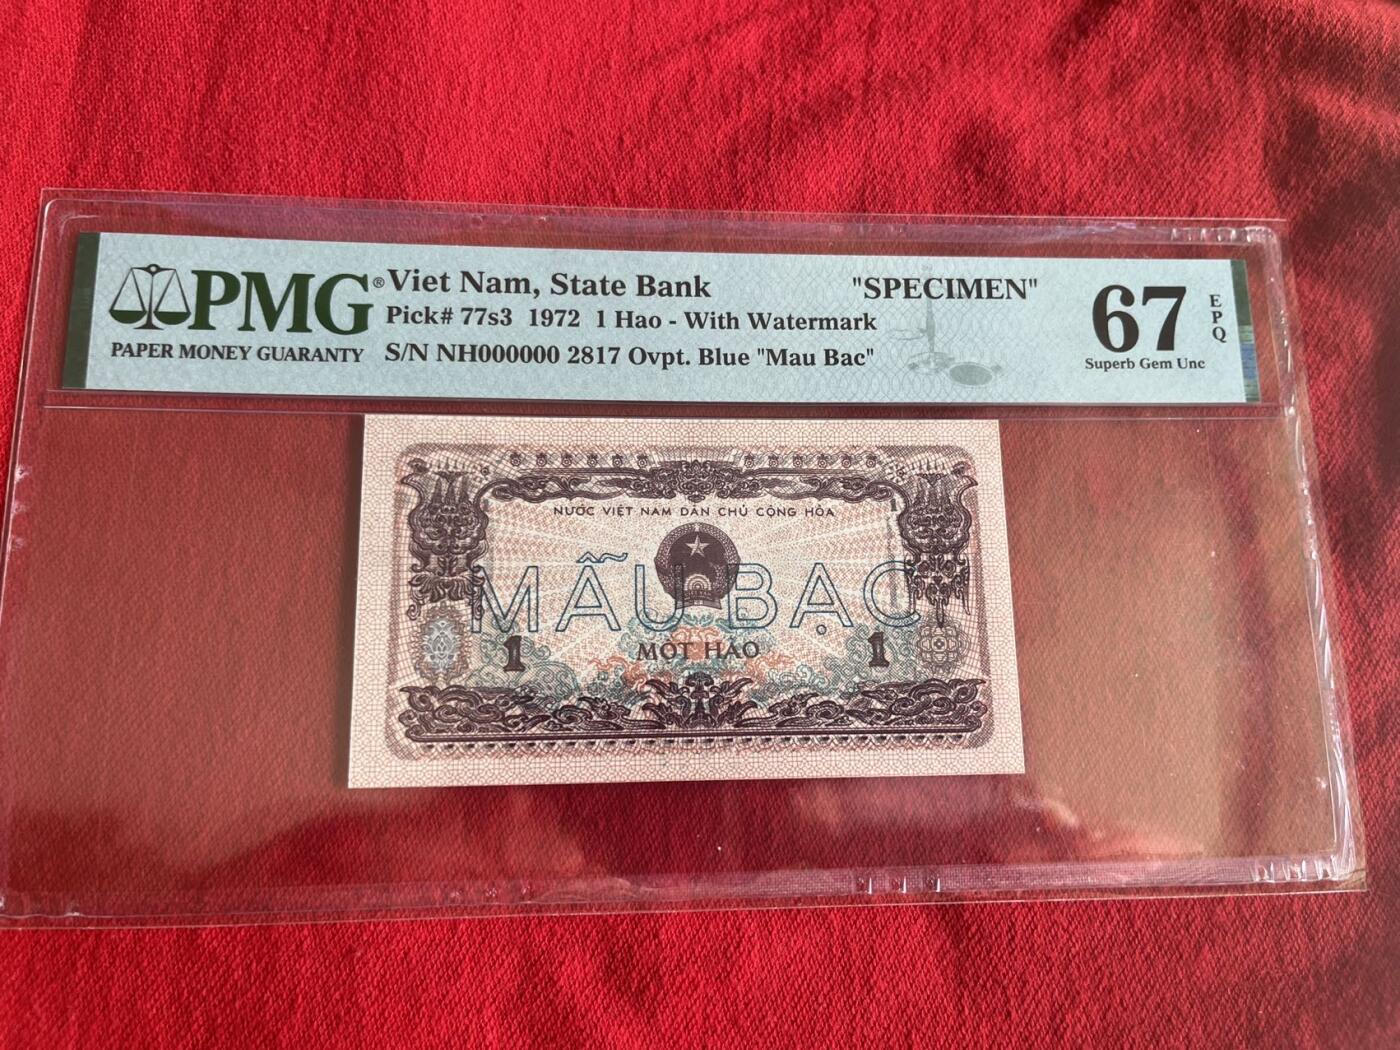 PMG®
PAPER MONEY GUARANTY
Viet Nam, State Bank "SPECIMEN"
Pick# 77s3 1972 1 Hao - With Watermark
S/N NH000000 2817 Ovpt. Blue "Mau Bac"
67
EPQ
Superb Gem Unc
NƯỚC VIỆT NAM DÂN CHỦ CỘNG HÒA
MẪU BẠC
1 1
MỘT HÀO